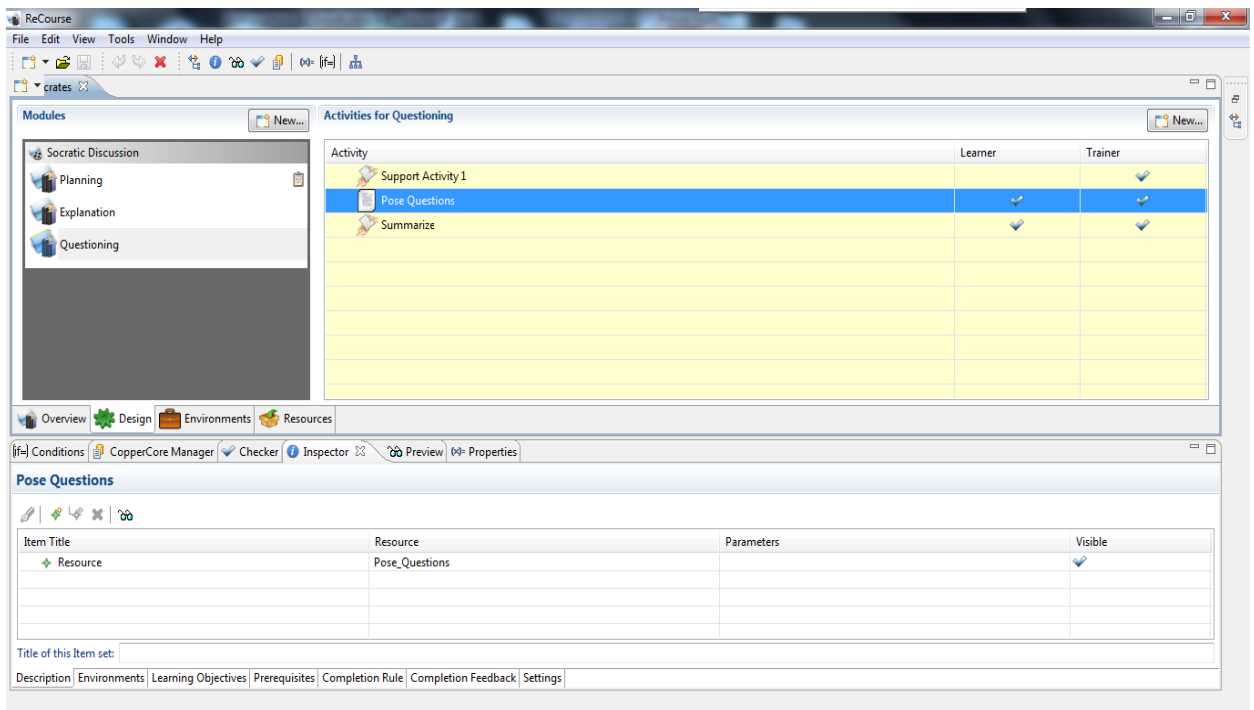 ReCourse
File Edit View Tools Window Help
(x)= [if=]
crates
Modules New... Activities for Questioning New...
Socratic Discussion Activity Learner Trainer
Planning Support Activity 1
Pose Questions
Explanation
Summarize
Questioning
Overview Design Environments Resources
[if=] Conditions CopperCore Manager Checker Inspector Preview (x)= Properties
Pose Questions
Item Title Resource Parameters Visible
Resource Pose_Questions
Title of this Item set:
Description Environments Learning Objectives Prerequisites Completion Rule Completion Feedback Settings